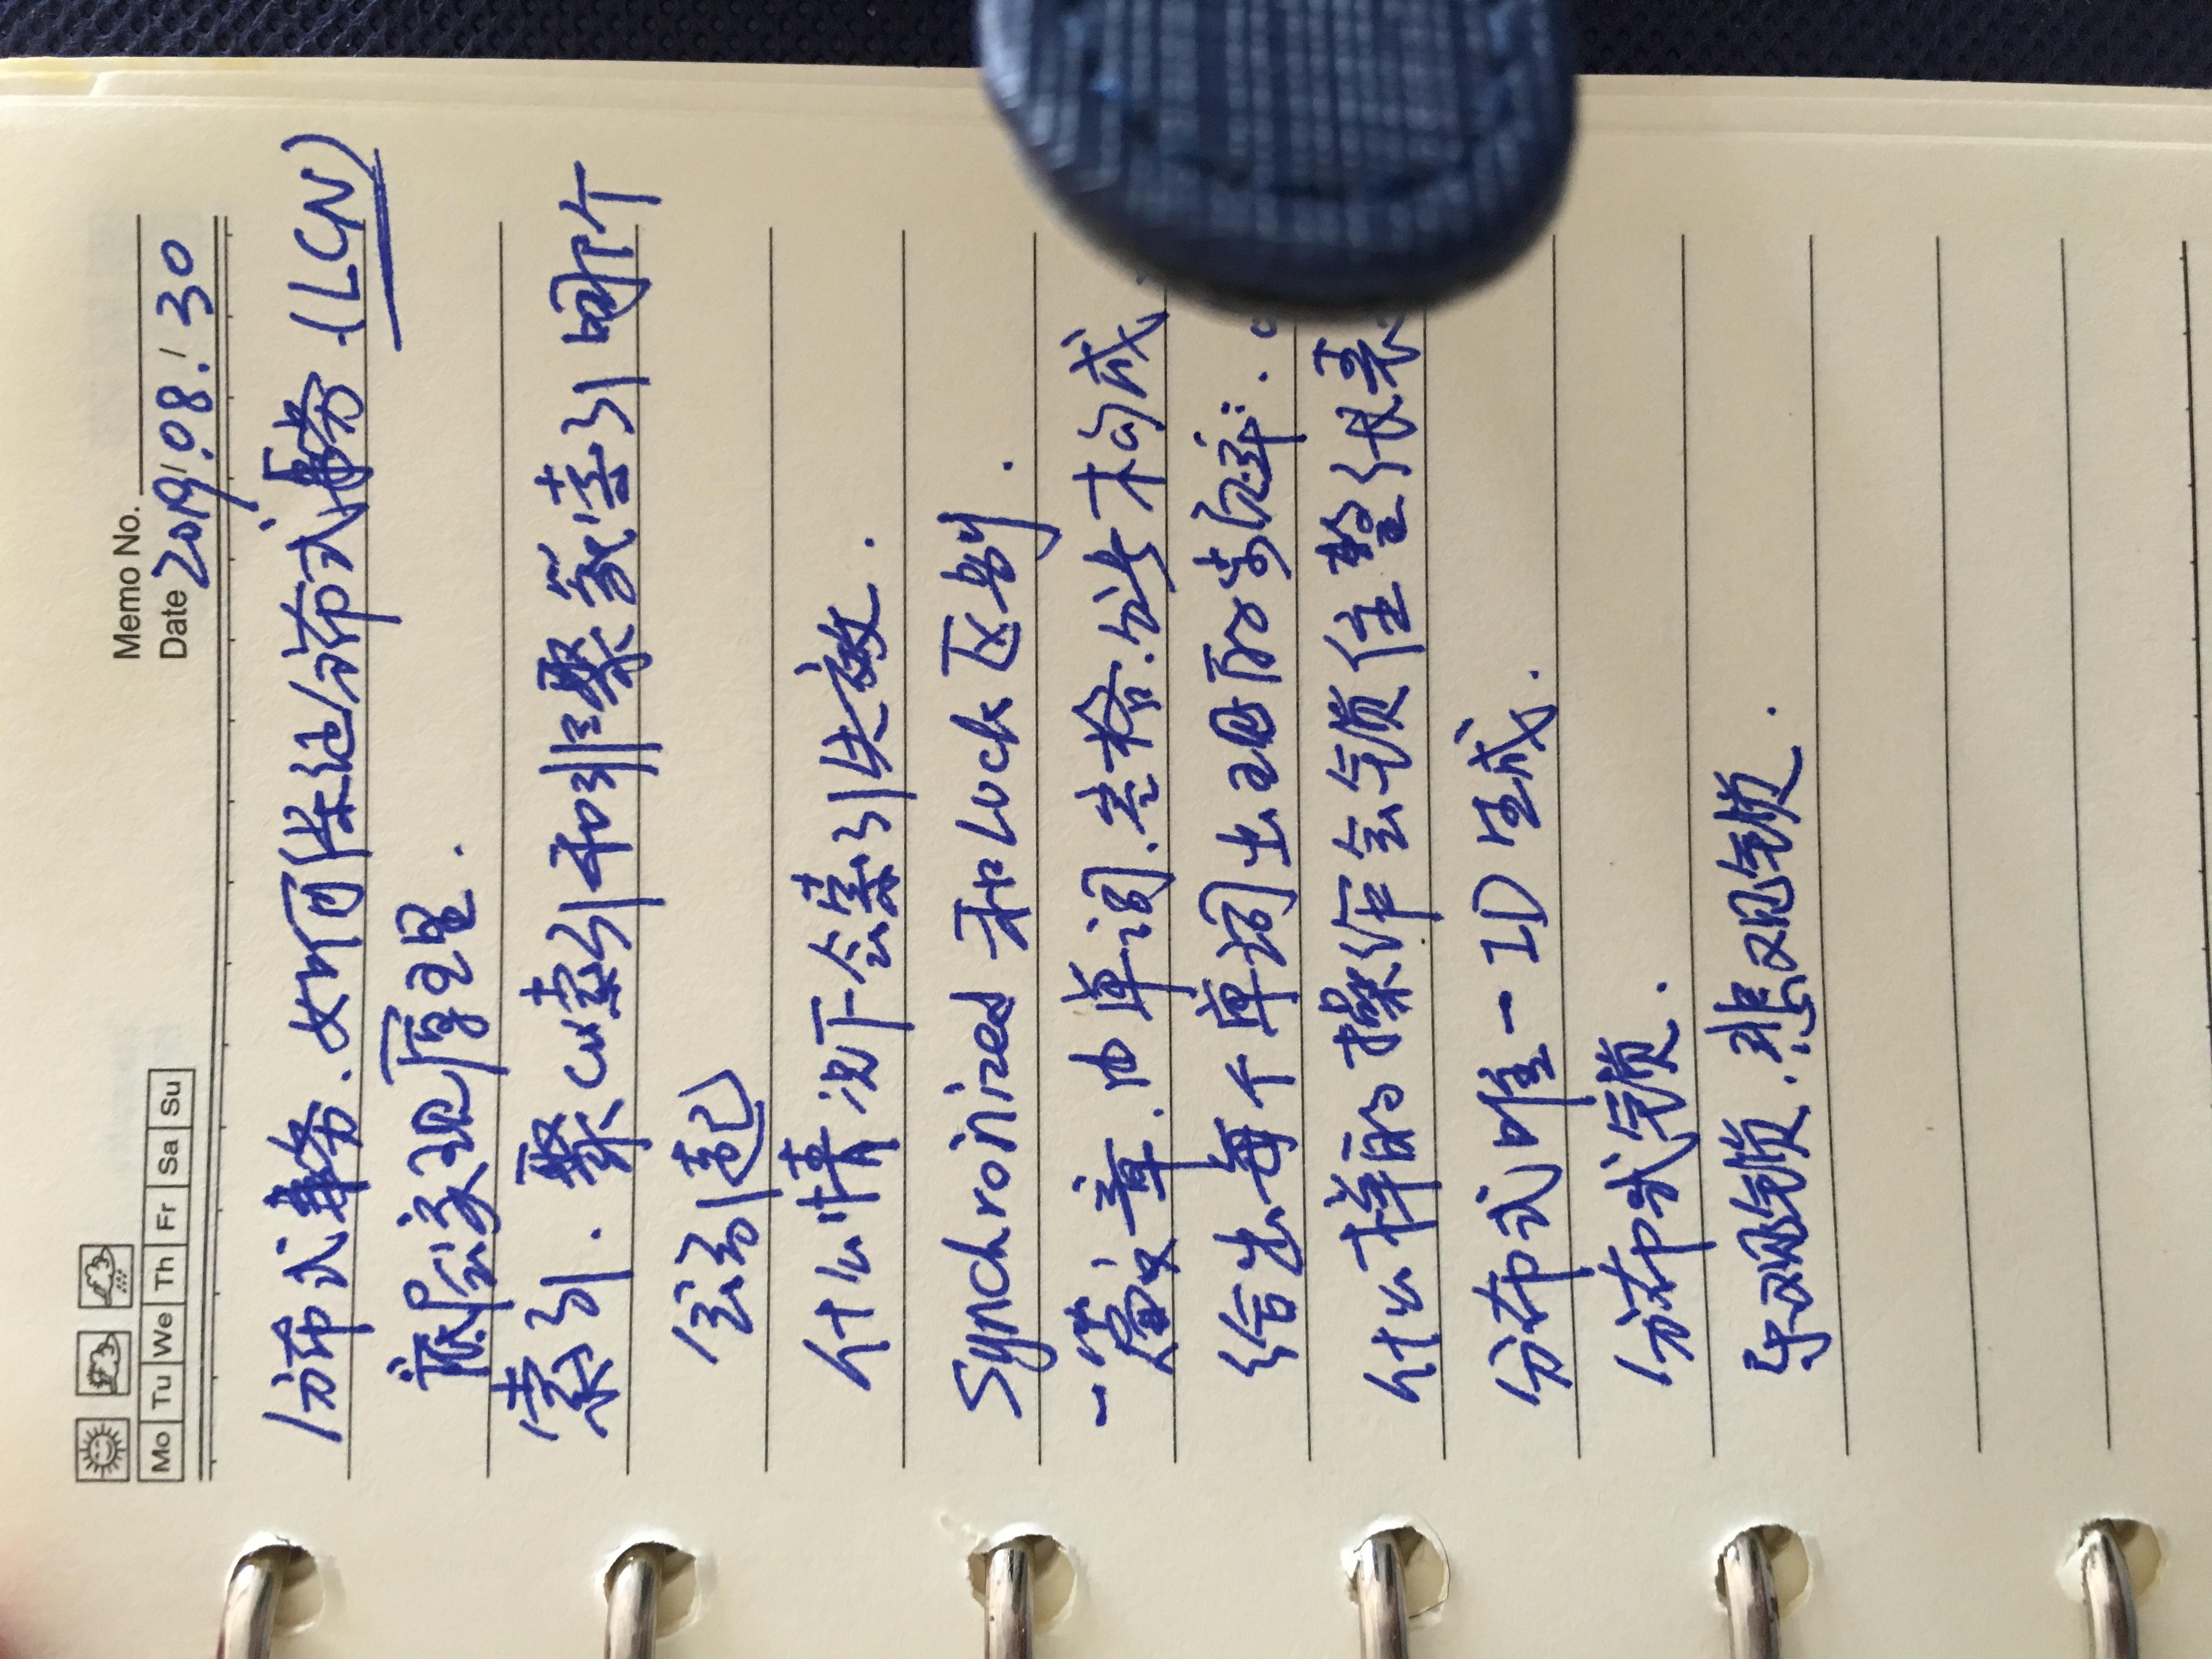 Mo Tu We Th Fr Sa Su
Memo No.
Date 2019/.08./30
分布式事务.如何保证分布式事务.(LCN)
底层实现原理.
索引.聚cu索引和非聚簇索引哪个
会引起
什么情况下会索引失效.
Synchronized 和Lock区别.
一篇文章.由单词.空格.分号构成.
给出每个单词出现的频率.
什么样的操作会锁住整张表
分布式唯一ID生成.
分布式锁.
乐观锁.悲观锁.